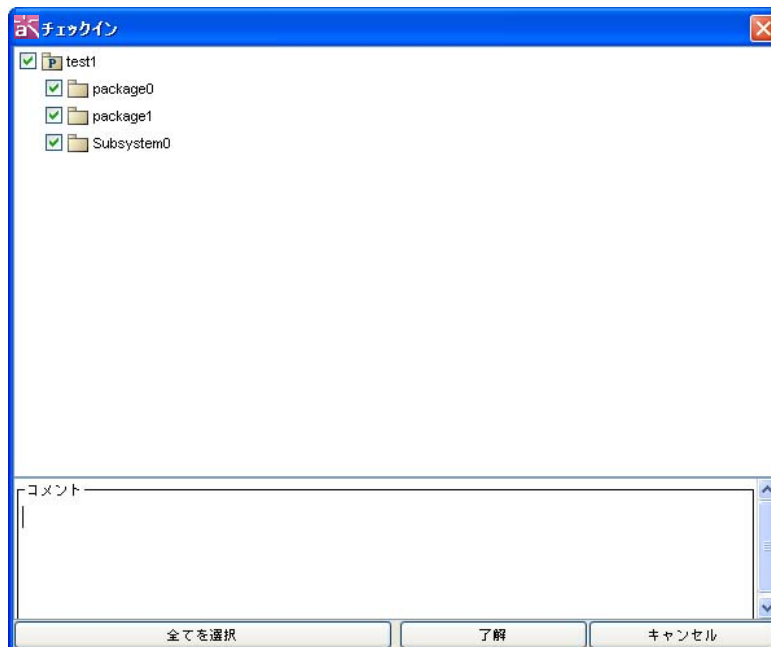 チェックイン
test1
package0
package1
Subsystem0
コメント
全てを選択 了解 キャンセル